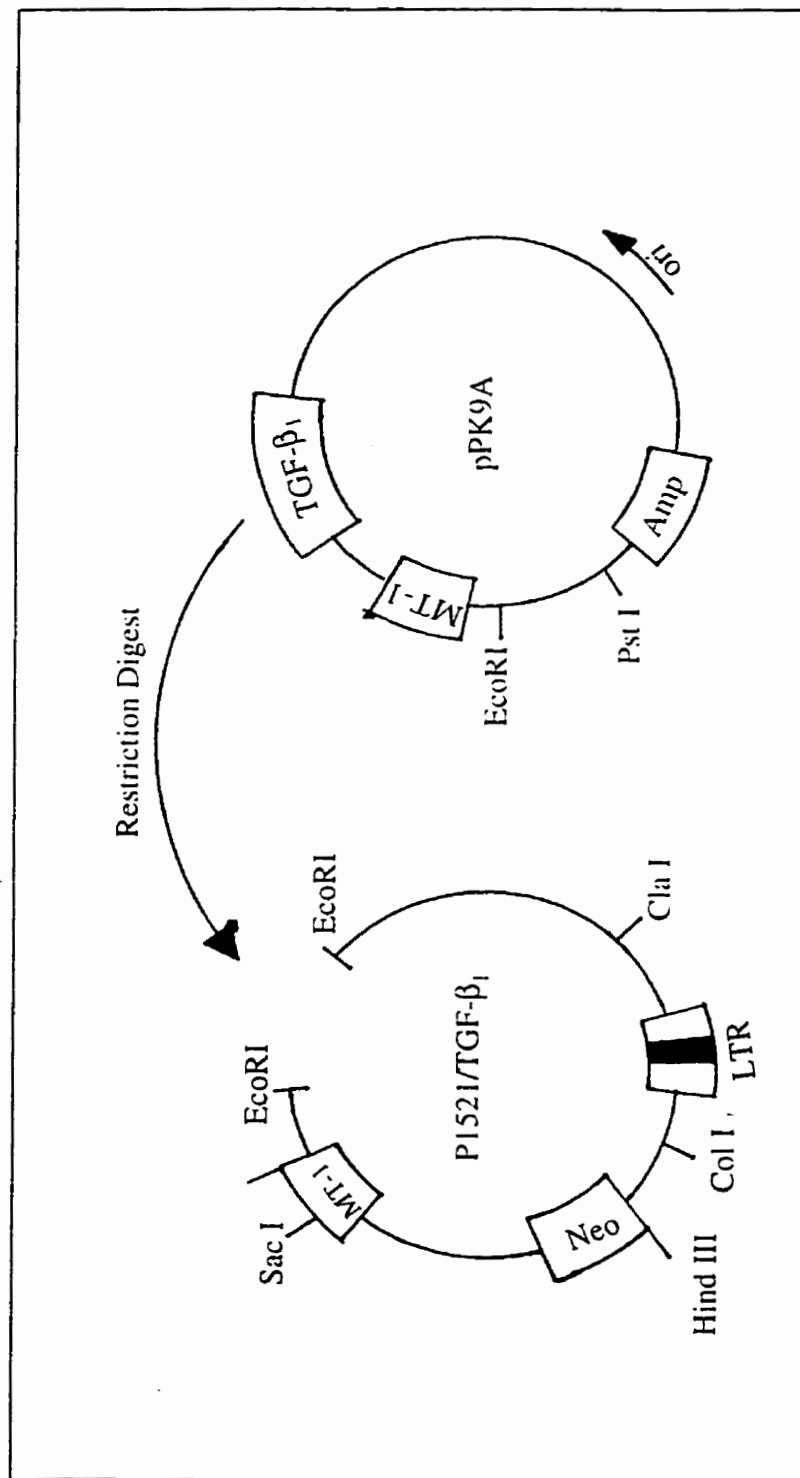 Restriction Digest
EcoRI
EcoRI
MT-1
Sac I
P1521/TGF-β1
Cla I
LTR
Col I
Neo
Hind III
TGF-β1
MT-1
pPK9A
EcoRI
Pst I
Amp
ori